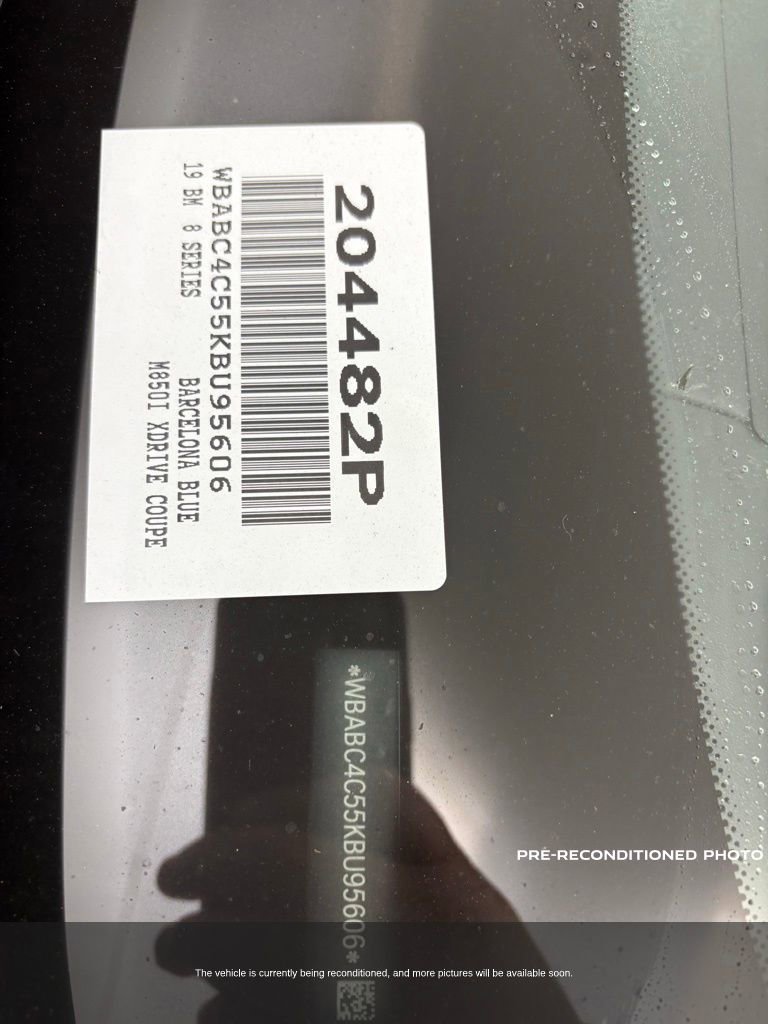 204482P
WBABC4C55KBU95606
19 BM 8 SERIES BARCELONA BLUE
M850I XDRIVE COUPE
*WBABC4C55KBU95606*
PRE-RECONDITIONED PHOTO
The vehicle is currently being reconditioned, and more pictures will be available soon.